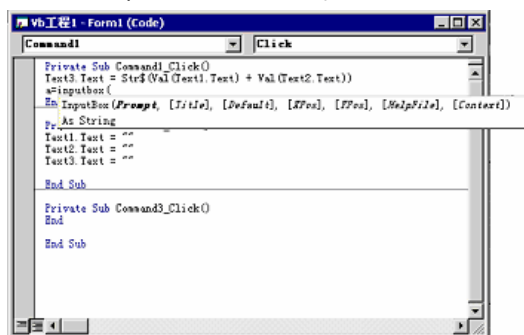 Vb工程1 - Form1 (Code)
Command1 Click
Private Sub Command1_Click()
Text3.Text = Str$(Val(Text1.Text) + Val(Text2.Text))
a=inputbox(
InputBox(Prompt, [Title], [Default], [XPos], [YPos], [HelpFile], [Context])
As String
Text1.Text = ""
Text2.Text = ""
Text3.Text = ""
End Sub
Private Sub Command3_Click()
End
End Sub